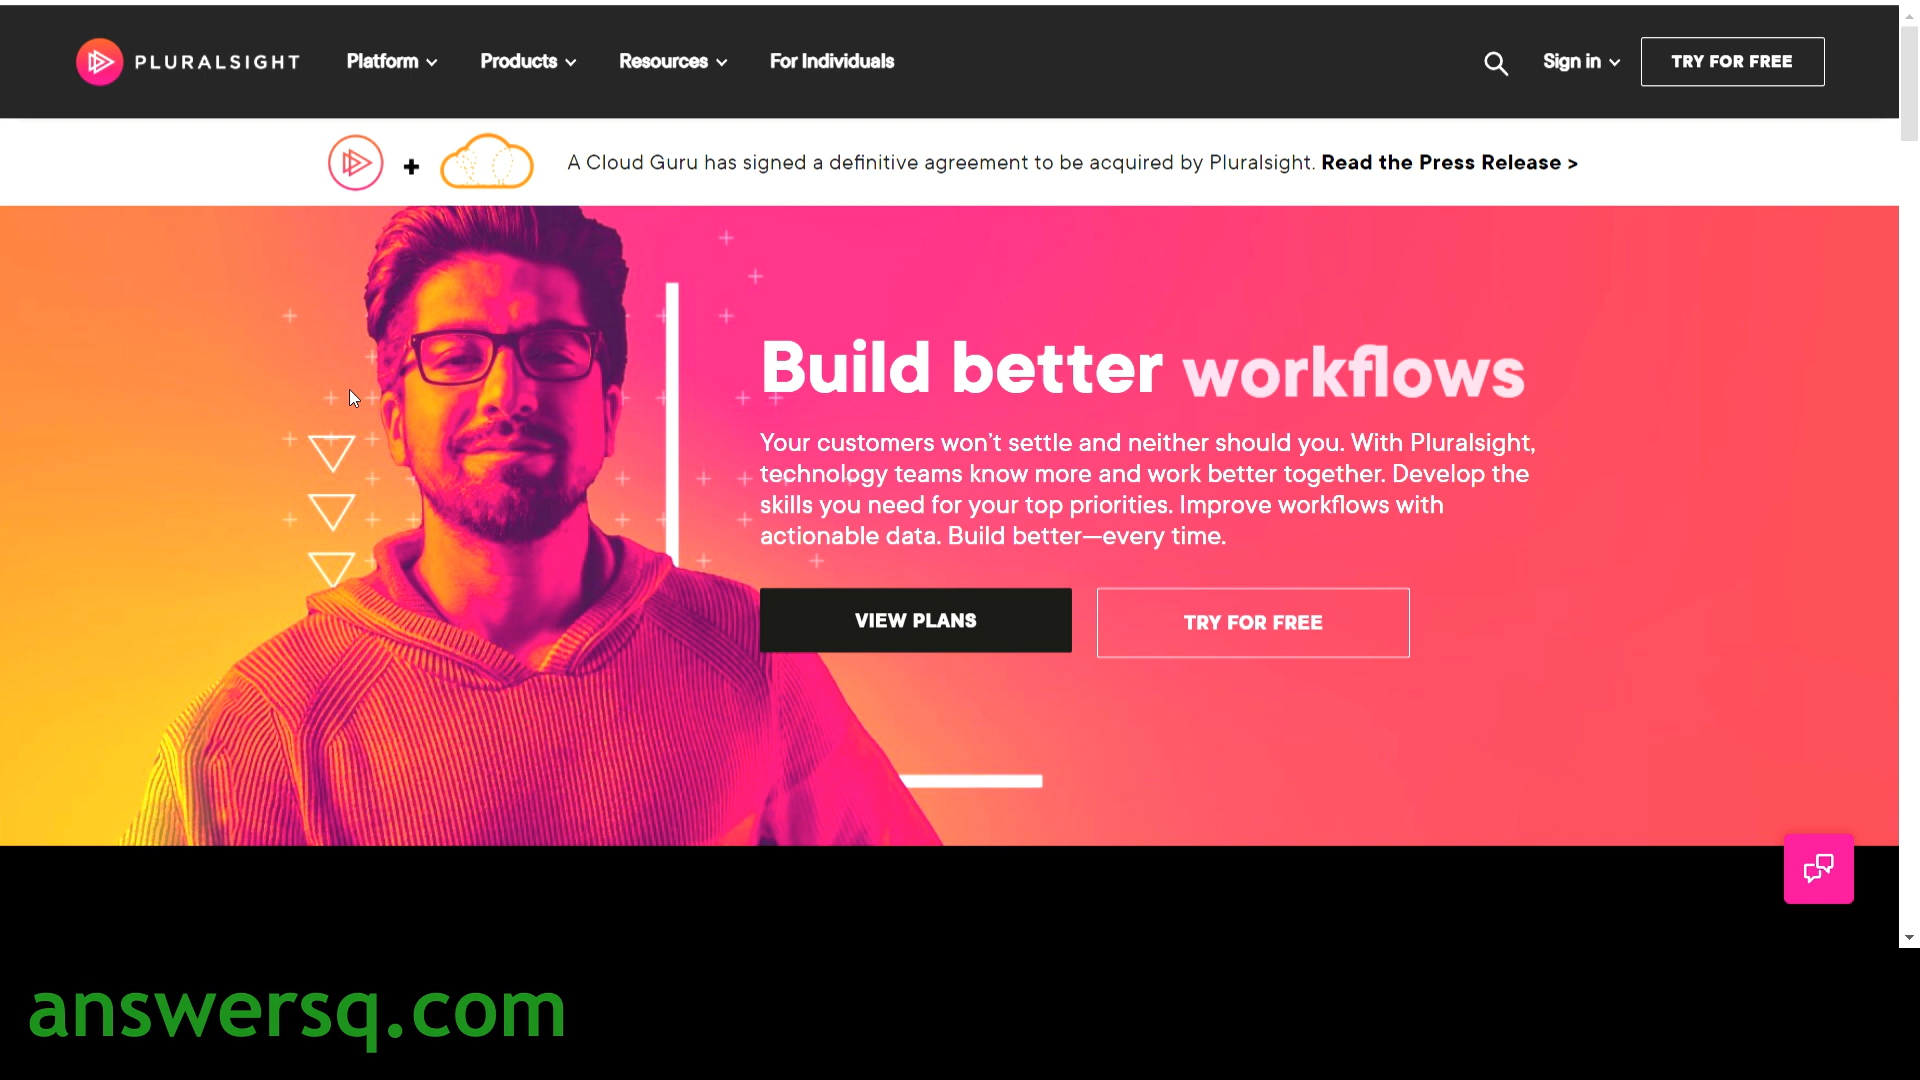 PLURALSIGHT
Platform
Products
Resources
For Individuals
Sign in
TRY FOR FREE
A Cloud Guru has signed a definitive agreement to be acquired by Pluralsight. Read the Press Release >
Build better workflows
Your customers won't settle and neither should you. With Pluralsight,
technology teams know more and work better together. Develop the
skills you need for your top priorities. Improve workflows with
actionable data. Build better—every time.
VIEW PLANS
TRY FOR FREE
answersq.com